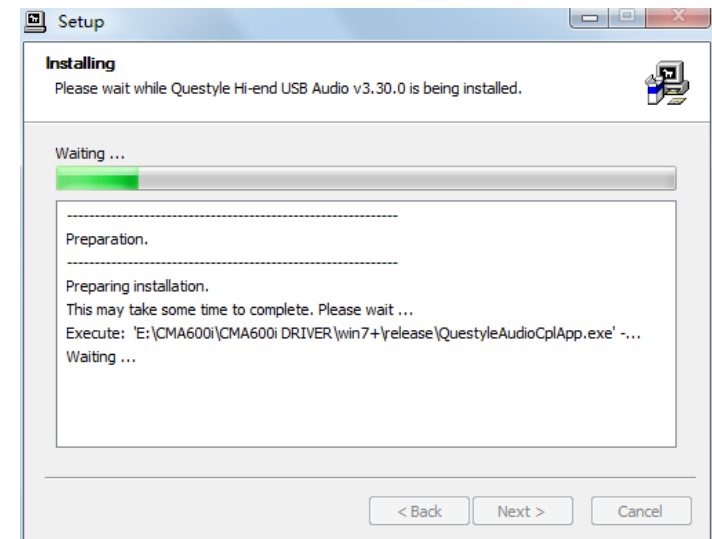 Setup
Installing
Please wait while Questyle Hi-end USB Audio v3.30.0 is being installed.
Waiting ...
------------------------------------------------------------
Preparation.
------------------------------------------------------------
Preparing installation.
This may take some time to complete. Please wait ...
Execute: 'E:\CMA600i\CMA600i DRIVER\win7+\release\QuestyleAudioCplApp.exe' -...
Waiting ...
< Back Next > Cancel